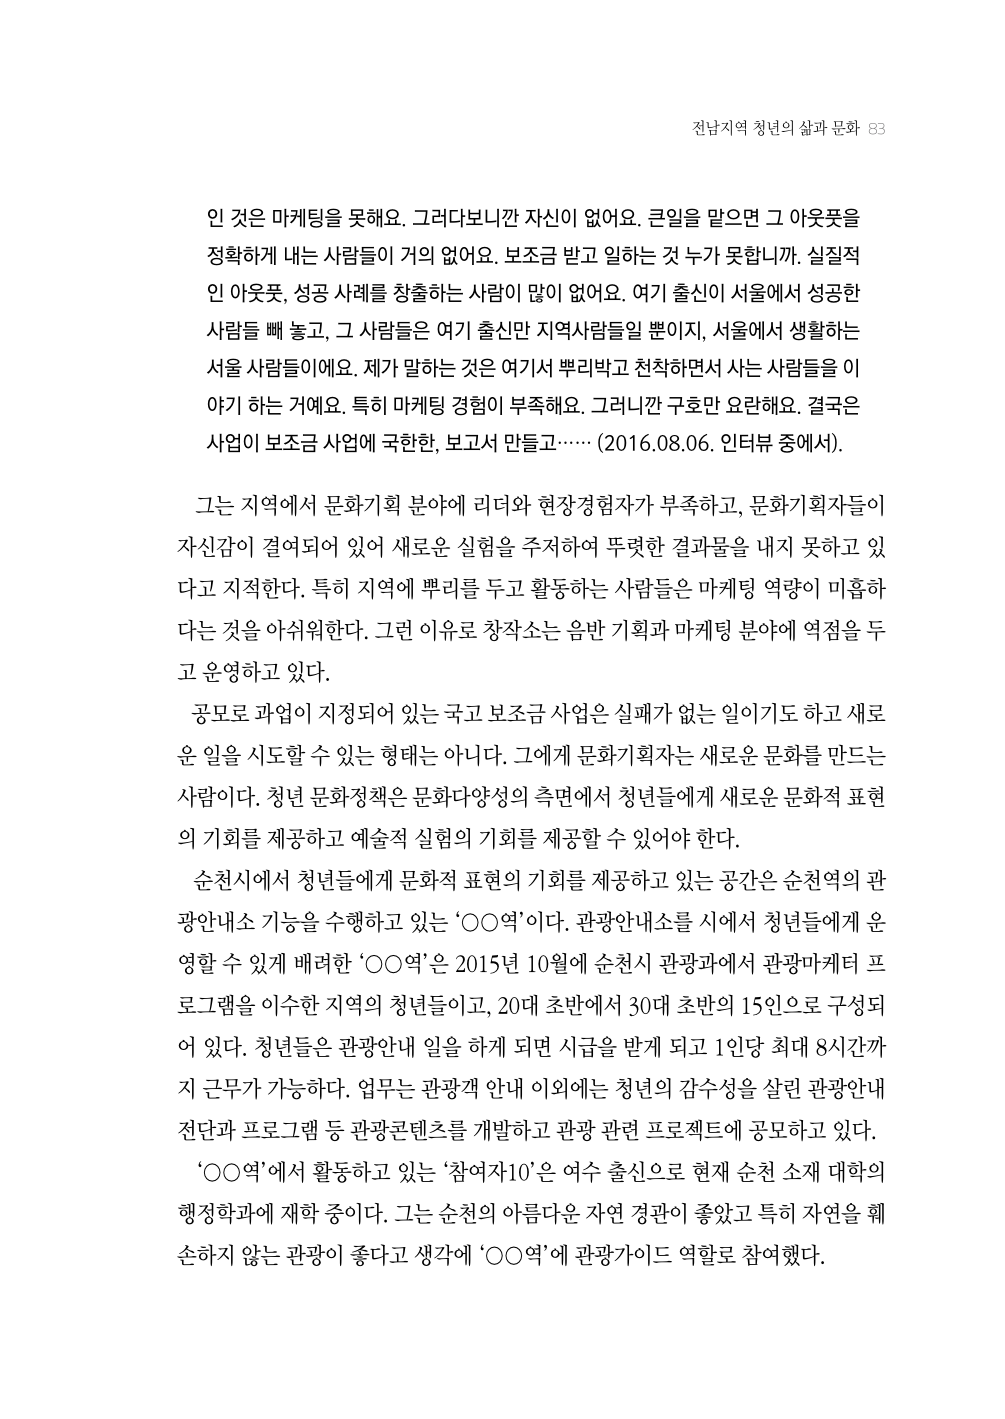 전남지역 청년의 삶과 문화 83
인 것은 마케팅을 못해요. 그러다보니깐 자신이 없어요. 큰일을 맡으면 그 아웃풋을
정확하게 내는 사람들이 거의 없어요. 보조금 받고 일하는 것 누가 못합니까. 실질적
인 아웃풋, 성공 사례를 창출하는 사람이 많이 없어요. 여기 출신이 서울에서 성공한
사람들 빼 놓고, 그 사람들은 여기 출신만 지역사람들일 뿐이지, 서울에서 생활하는
서울 사람들이에요. 제가 말하는 것은 여기서 뿌리박고 천착하면서 사는 사람들을 이
야기 하는 거예요. 특히 마케팅 경험이 부족해요. 그러니깐 구호만 요란해요. 결국은
사업이 보조금 사업에 국한한, 보고서 만들고…… (2016.08.06. 인터뷰 중에서).
그는 지역에서 문화기획 분야에 리더와 현장경험자가 부족하고, 문화기획자들이
자신감이 결여되어 있어 새로운 실험을 주저하여 뚜렷한 결과물을 내지 못하고 있
다고 지적한다. 특히 지역에 뿌리를 두고 활동하는 사람들은 마케팅 역량이 미흡하
다는 것을 아쉬워한다. 그런 이유로 창작소는 음반 기획과 마케팅 분야에 역점을 두
고 운영하고 있다.
공모로 과업이 지정되어 있는 국고 보조금 사업은 실패가 없는 일이기도 하고 새로
운 일을 시도할 수 있는 형태는 아니다. 그에게 문화기획자는 새로운 문화를 만드는
사람이다. 청년 문화정책은 문화다양성의 측면에서 청년들에게 새로운 문화적 표현
의 기회를 제공하고 예술적 실험의 기회를 제공할 수 있어야 한다.
순천시에서 청년들에게 문화적 표현의 기회를 제공하고 있는 공간은 순천역의 관
광안내소 기능을 수행하고 있는 ‘○○역’이다. 관광안내소를 시에서 청년들에게 운
영할 수 있게 배려한 ‘○○역’은 2015년 10월에 순천시 관광과에서 관광마케터 프
로그램을 이수한 지역의 청년들이고, 20대 초반에서 30대 초반의 15인으로 구성되
어 있다. 청년들은 관광안내 일을 하게 되면 시급을 받게 되고 1인당 최대 8시간까
지 근무가 가능하다. 업무는 관광객 안내 이외에는 청년의 감수성을 살린 관광안내
전단과 프로그램 등 관광콘텐츠를 개발하고 관광 관련 프로젝트에 공모하고 있다.
‘○○역’에서 활동하고 있는 ‘참여자10’은 여수 출신으로 현재 순천 소재 대학의
행정학과에 재학 중이다. 그는 순천의 아름다운 자연 경관이 좋았고 특히 자연을 훼
손하지 않는 관광이 좋다고 생각에 ‘○○역’에 관광가이드 역할로 참여했다.